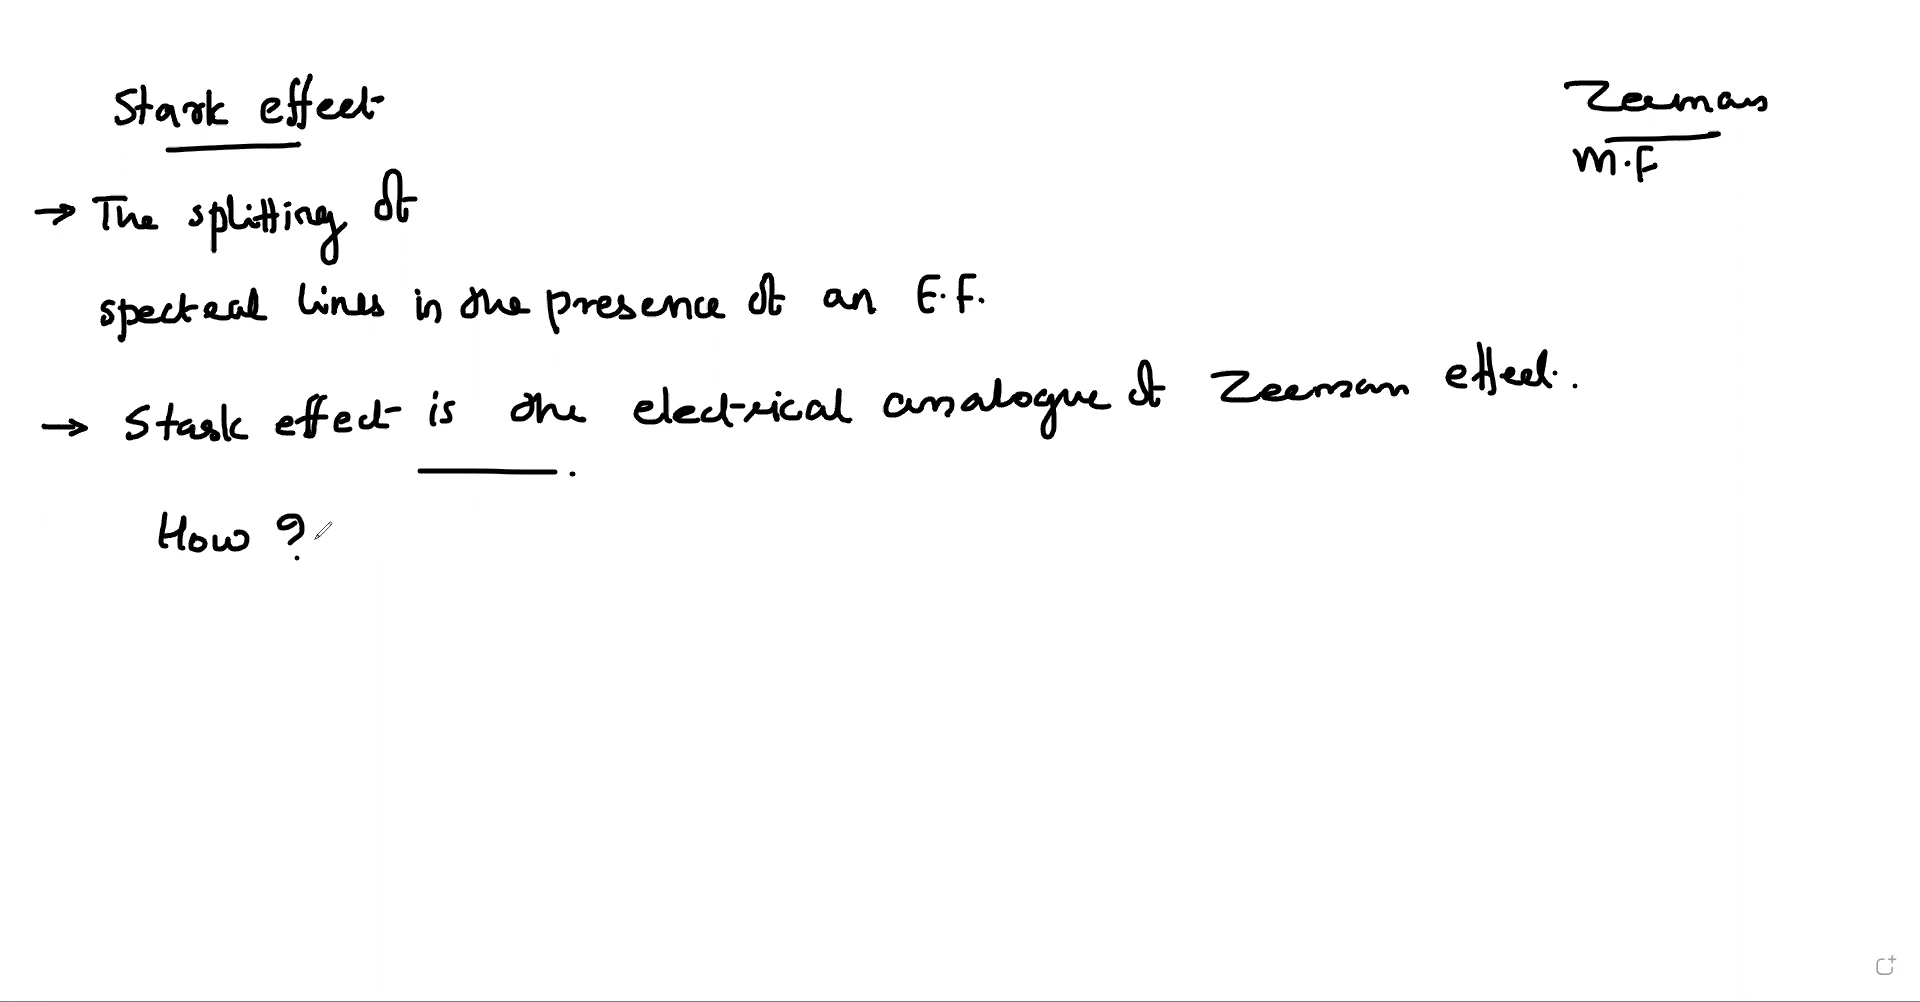 Stark effect
Zeeman
M.F
→ The splitting of
spectral lines in the presence of an E.F.
→ Stark effect is the electrical analogue of Zeeman effect.
How ?